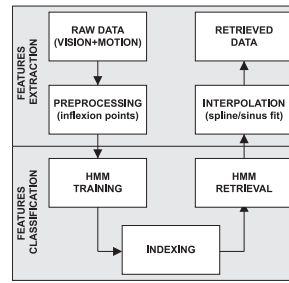 FEATURES
EXTRACTION
RAW DATA
(VISION+MOTION)
RETRIEVED
DATA
PREPROCESSING
(inflexion points)
INTERPOLATION
(spline/sinus fit)
FEATURES
CLASSIFICATION
HMM
TRAINING
HMM
RETRIEVAL
INDEXING